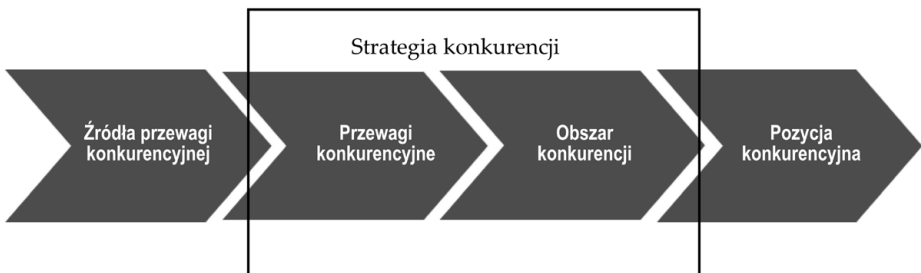 Strategia konkurencji
Źródła przewagi
konkurencyjnej
Przewagi
konkurencyjne
Obszar
konkurencji
Pozycja
konkurencyjna